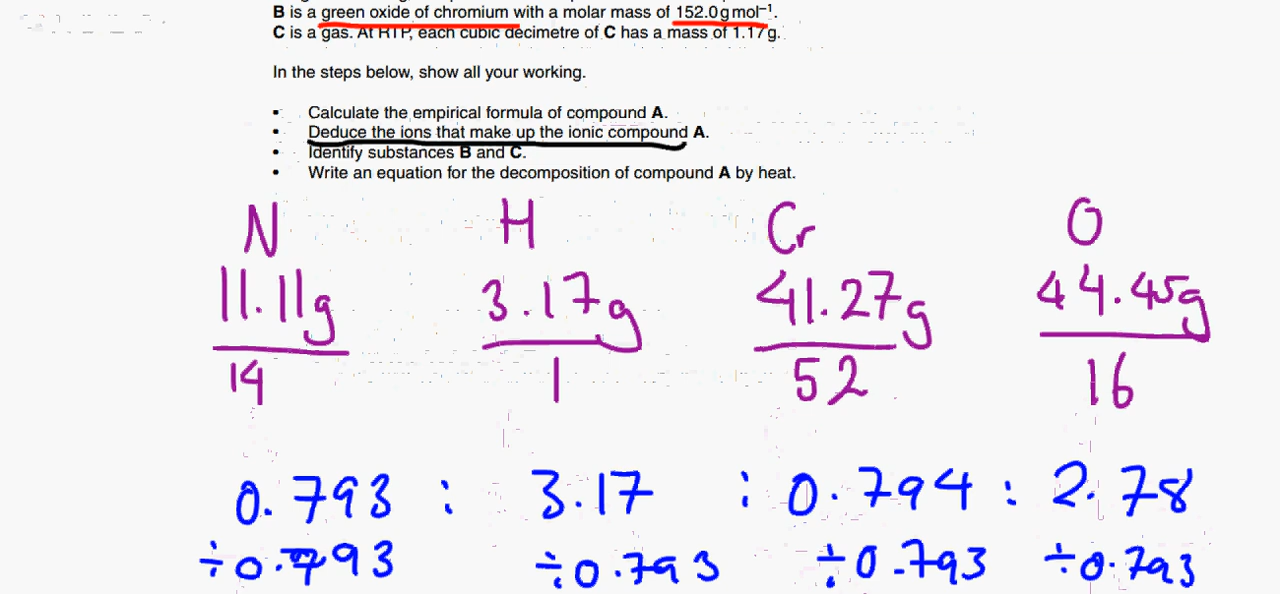 B is a green oxide of chromium with a molar mass of 152.0 g mol⁻¹.
C is a gas. At RTP, each cubic decimetre of C has a mass of 1.17 g.
In the steps below, show all your working.
• Calculate the empirical formula of compound A.
• Deduce the ions that make up the ionic compound A.
• Identify substances B and C.
• Write an equation for the decomposition of compound A by heat.
N H Cr O
11.11g 3.17g 41.27g 44.45g
14 1 52 16
0.793 : 3.17 : 0.794 : 2.78
÷0.793 ÷0.793 ÷0.793 ÷0.793